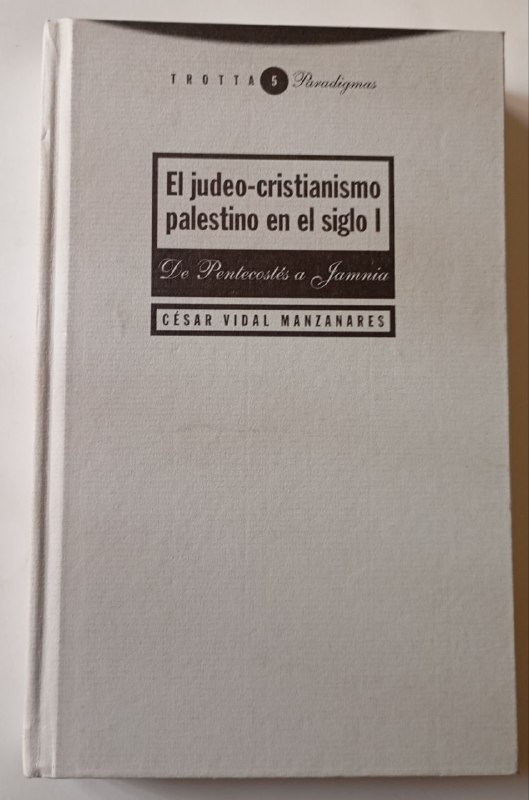 TROTTA 5 Paradigmas
El judeo-cristianismo
palestino en el siglo I
De Pentecostés a Jamnia
CÉSAR VIDAL MANZANARES